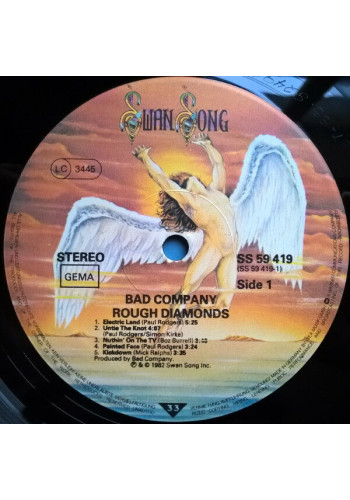 SWAN SONG
LC 3445
STEREO
GEMA
SS 59 419
(SS 59 419-1)
Side 1
BAD COMPANY
ROUGH DIAMONDS
1. Electric Land (Paul Rodgers) 5:25
2. Untie The Knot 4:07
(Paul Rodgers/Simon/Kirke)
3. Nuthin' On The TV (Boz Burrell)
4. Painted Face (Paul Rodgers) 3:24
5. Kickdown (Mick Ralphs) 3:35
Produced by Bad Company.
℗ & © 1982 Swan Song Inc.
33